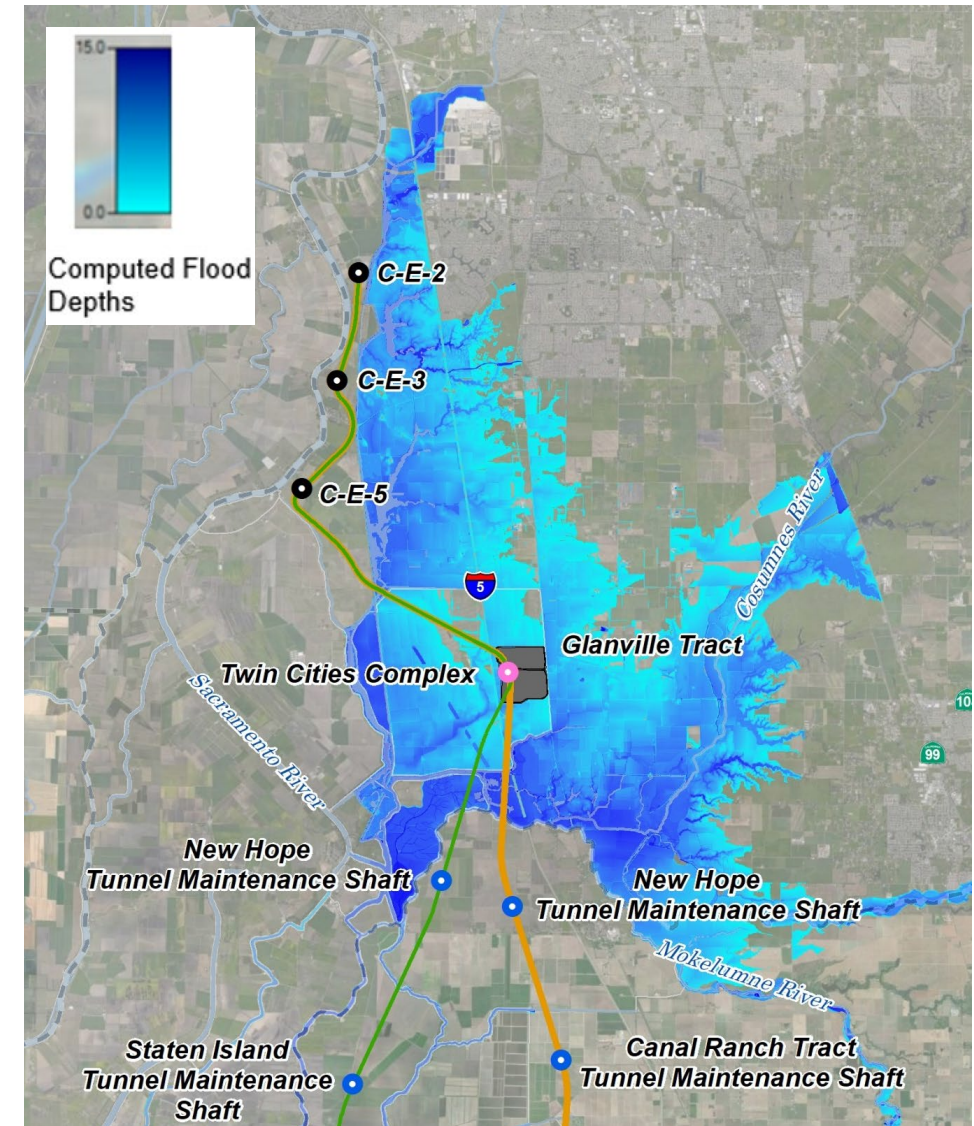 15.0
0.0
Computed Flood
Depths
C-E-2
C-E-3
C-E-5
5
Cosumnes River
Glanville Tract
Twin Cities Complex
Sacramento River
99
New Hope
Tunnel Maintenance Shaft
New Hope
Tunnel Maintenance Shaft
Mokelumne River
Staten Island
Tunnel Maintenance
Shaft
Canal Ranch Tract
Tunnel Maintenance Shaft